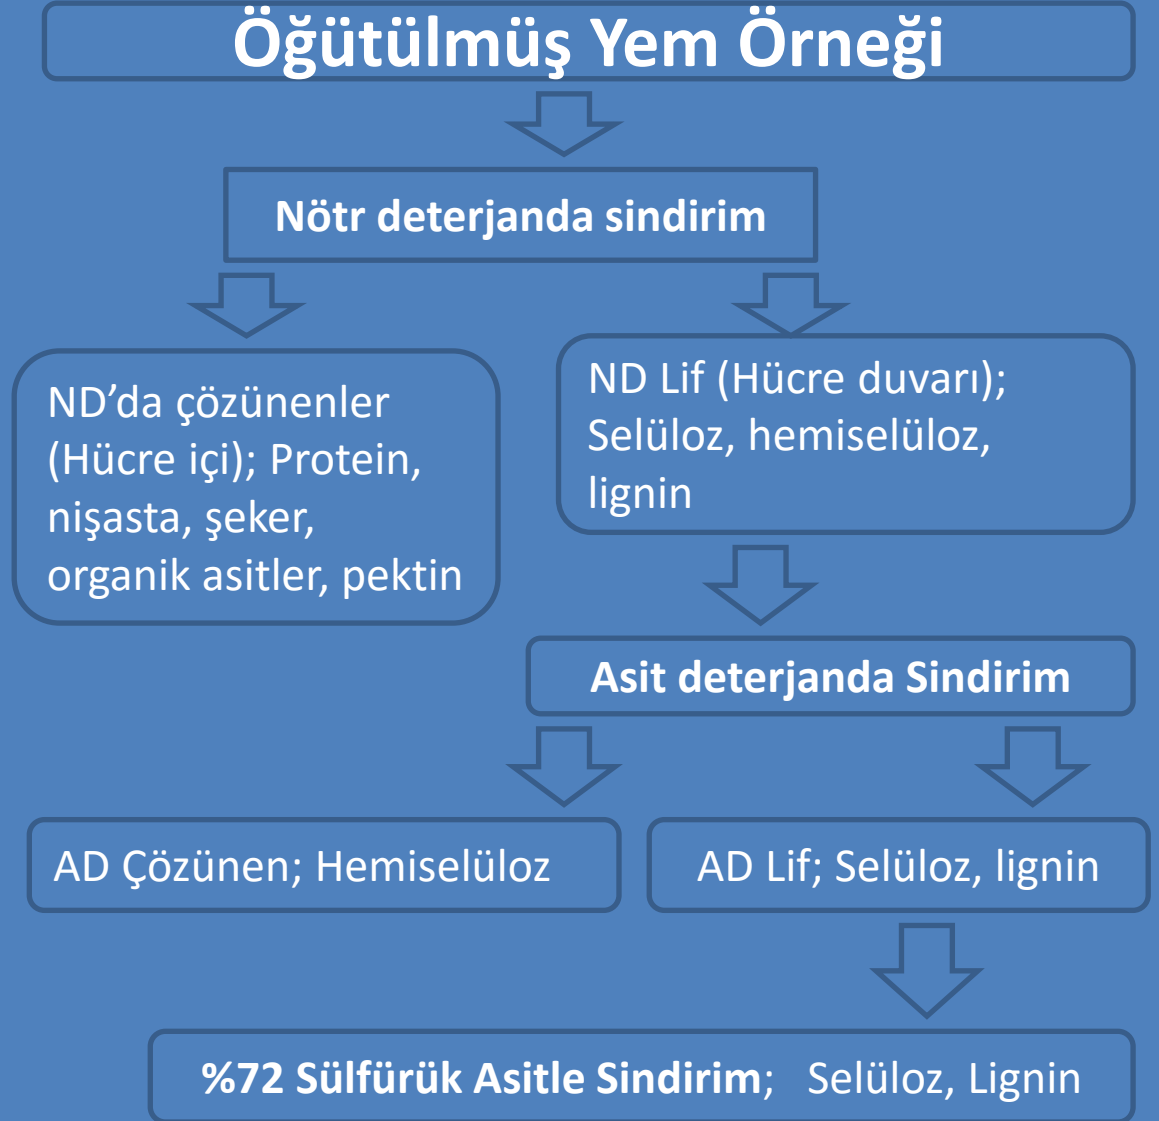 Öğütülmüş Yem Örneği
Nötr deterjanda sindirim
ND’da çözünenler
(Hücre içi); Protein,
nişasta, şeker,
organik asitler, pektin
ND Lif (Hücre duvarı);
Selüloz, hemiselüloz,
lignin
Asit deterjanda Sindirim
AD Çözünen; Hemiselüloz
AD Lif; Selüloz, lignin
%72 Sülfürük Asitle Sindirim; Selüloz, Lignin